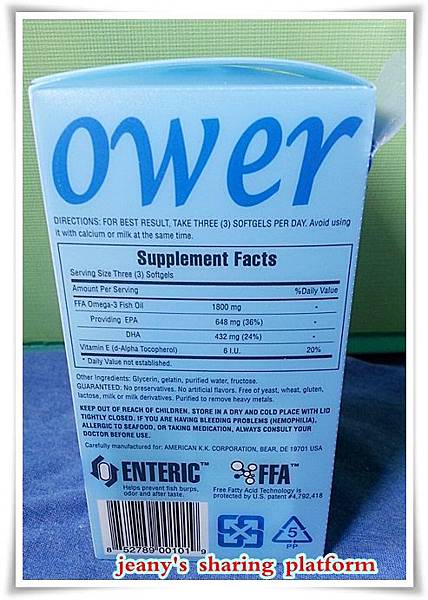 ower
DIRECTIONS: FOR BEST RESULT, TAKE THREE (3) SOFTGELS PER DAY. Avoid using
it with calcium or milk at the same time.
Supplement Facts
Serving Size Three (3) Softgels
Amount Per Serving %Daily Value
FFA Omega-3 Fish Oil 1800 mg -
Providing EPA 648 mg (36%) -
DHA 432 mg (24%) -
Vitamin E (d-Alpha Tocopherol) 6 I.U. 20%
* Daily Value not established.
Other Ingredients: Glycerin, gelatin, purified water, fructose.
GUARANTEED: No preservatives. No artificial flavors. Free of yeast, wheat, gluten,
lactose, milk or milk derivatives. Purified to remove heavy metals.
KEEP OUT OF REACH OF CHILDREN. STORE IN A DRY AND COLD PLACE WITH LID
TIGHTLY CLOSED. IF YOU ARE HAVING BLEEDING PROBLEMS (HEMOPHILIA),
ALLERGIC TO SEAFOOD, OR TAKING MEDICATION, ALWAYS CONSULT YOUR
DOCTOR BEFORE USE.
Carefully manufactured for: AMERICAN K.K. CORPORATION, BEAR, DE 19701 USA
ENTERIC™ FFA™
Helps prevent fish burps, odor and after taste.
Free Fatty Acid Technology is protected by U.S. patent #4,792,418
8 52789 00101 9
5
PP
jeany's sharing platform